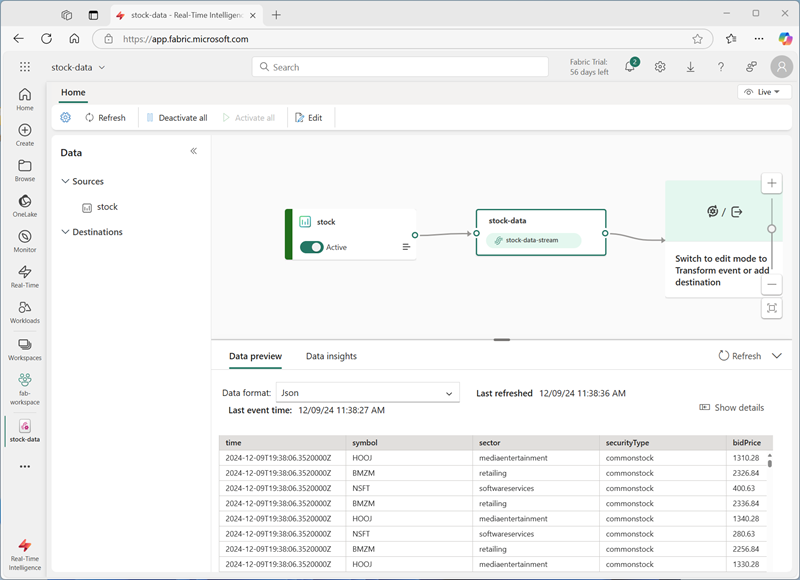 stock-data - Real-Time Intelligenc
https://app.fabric.microsoft.com
stock-data
Search
Fabric Trial:
56 days left
2
Home
Live
Refresh
Deactivate all
Activate all
Edit
Home
Create
Browse
OneLake
Monitor
Real-Time
Workloads
Workspaces
fab-
workspace
stock-data
Real-Time
Intelligence
Data
Sources
stock
Destinations
stock
Active
stock-data
stock-data-stream
/
Switch to edit mode to
Transform event or add
destination
Data preview Data insights
Refresh
Data format: Json
Last refreshed 12/09/24 11:38:36 AM
Last event time: 12/09/24 11:38:27 AM
Show details
time symbol sector securityType bidPrice
2024-12-09T19:38:06.3520000Z HOOJ mediaentertainment commonstock 1310.28
2024-12-09T19:38:06.3520000Z BMZM retailing commonstock 2326.84
2024-12-09T19:38:06.3520000Z NSFT softwareservices commonstock 400.63
2024-12-09T19:38:06.3520000Z BMZM retailing commonstock 2336.84
2024-12-09T19:38:06.3520000Z HOOJ mediaentertainment commonstock 1340.28
2024-12-09T19:38:06.3520000Z NSFT softwareservices commonstock 280.63
2024-12-09T19:38:06.3520000Z BMZM retailing commonstock 2256.84
2024-12-09T19:38:06.3520000Z HOOJ mediaentertainment commonstock 1330.28